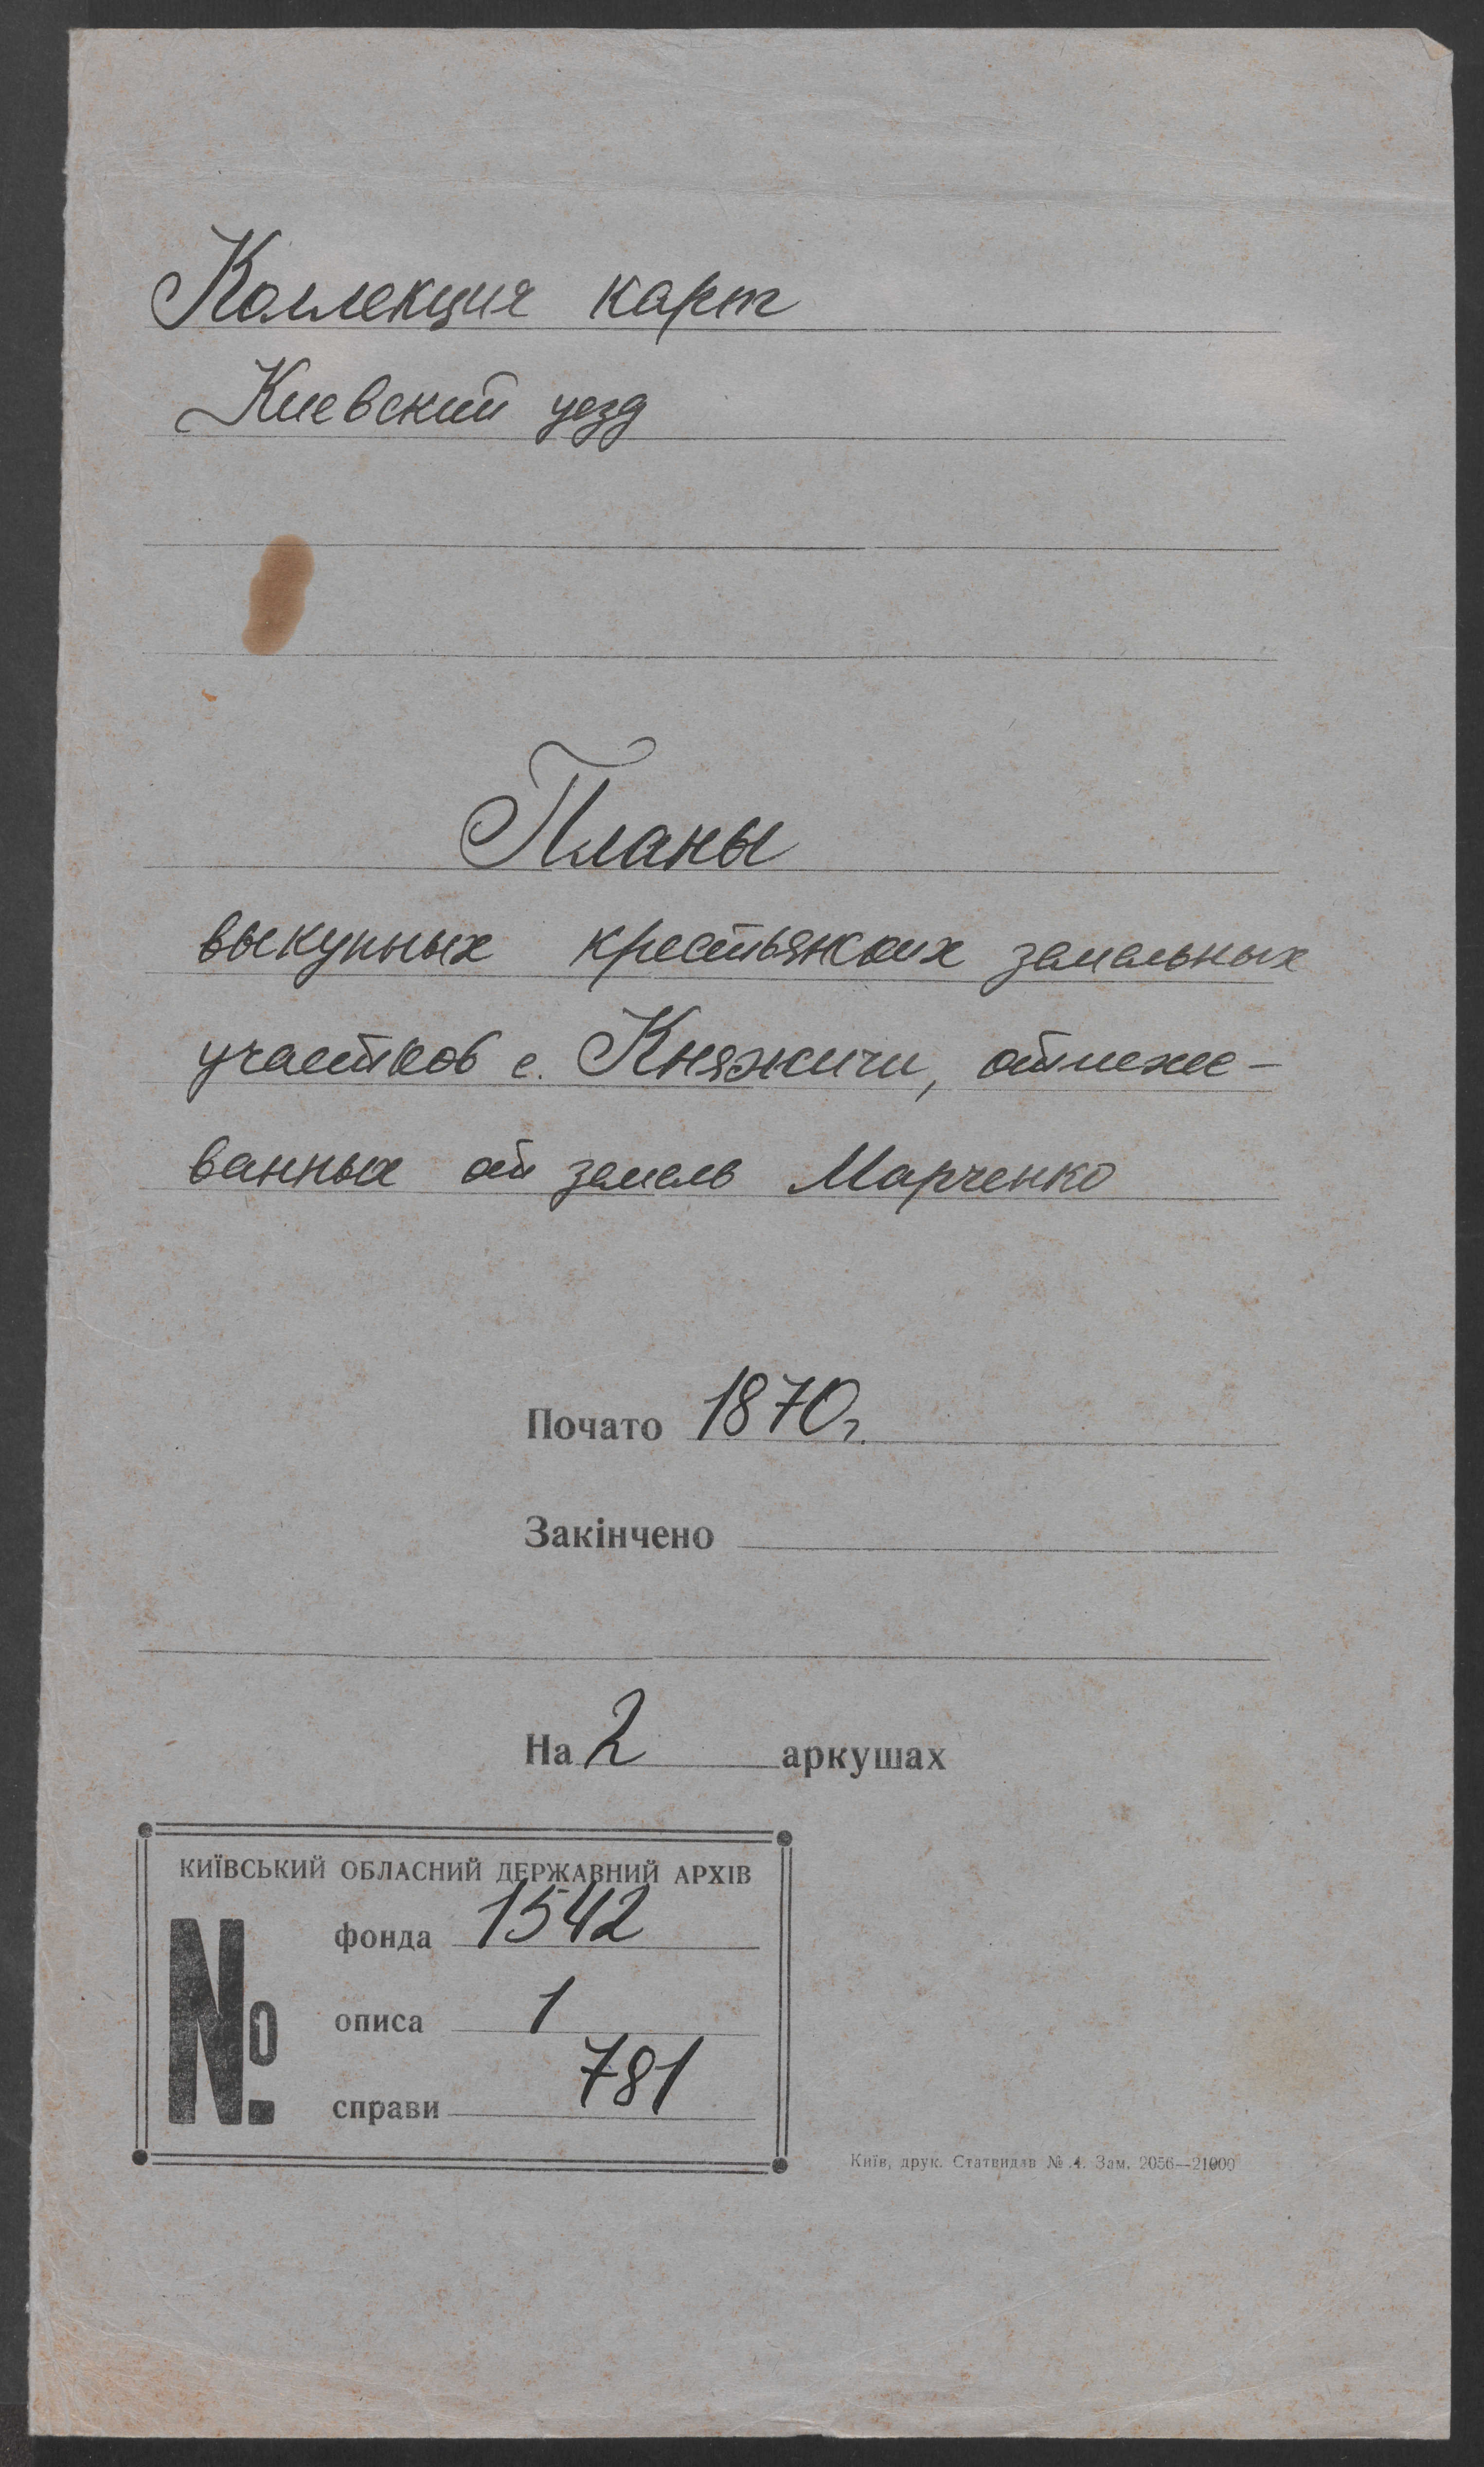 Коллекция карт
Киевский уезд
Планы
выкупных крестьянских земельных
участков с. Княжичи, отмеже-
ванных от земель Марченко
Почато 1870 г.
Закінчено
На 2 аркушах
КИЇВСЬКИЙ ОБЛАСНИЙ ДЕРЖАВНИЙ АРХІВ
№
фонда 1542
описа 1
справи 781
Київ, друк. Статвидав № 4. Зам. 2056—21000